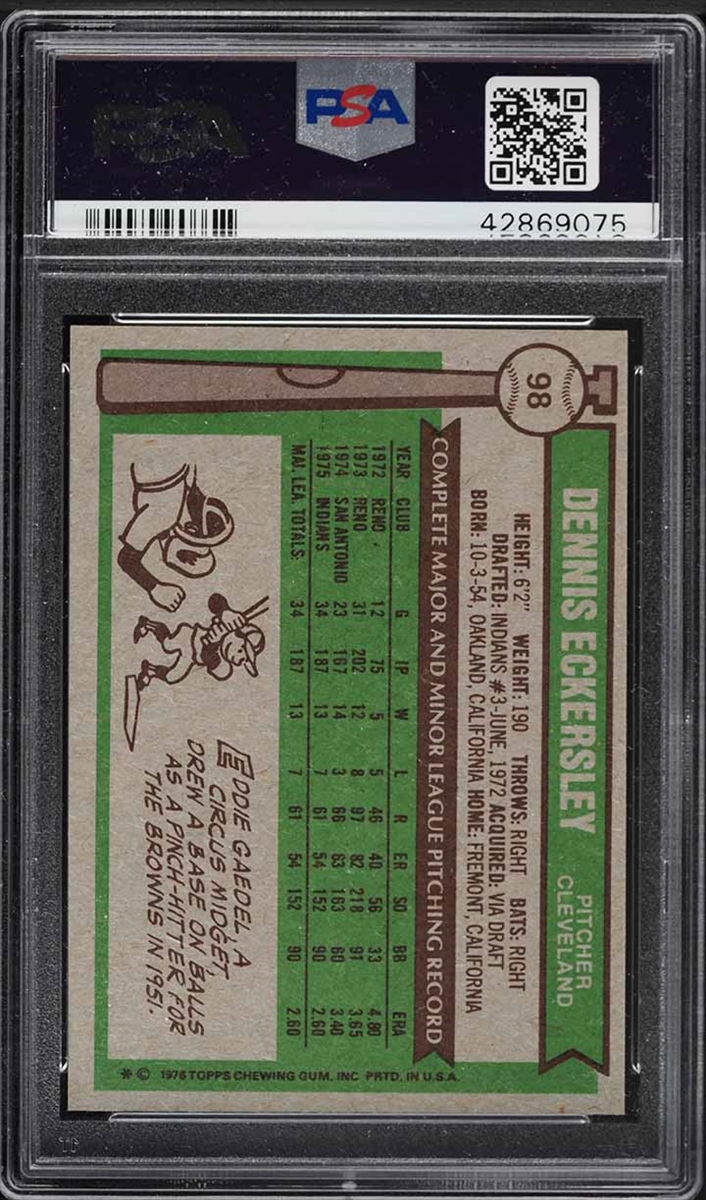 PSA
PSA
42869075
98
DENNIS ECKERSLEY
PITCHER
CLEVELAND
HEIGHT: 6'2" WEIGHT: 190 THROWS: RIGHT BATS: RIGHT
DRAFTED: INDIANS #3-JUNE, 1972 ACQUIRED: VIA DRAFT
BORN: 10-3-54, OAKLAND, CALIFORNIA HOME: FREMONT, CALIFORNIA
COMPLETE MAJOR AND MINOR LEAGUE PITCHING RECORD
YEAR CLUB G IP W L R ER SO BB ERA
1972 RENO 12 75 5 5 46 40 56 33 4.80
1973 RENO 31 202 12 8 97 82 218 91 3.65
1974 SAN ANTONIO 23 167 14 3 66 63 163 60 3.40
1975 INDIANS 34 187 13 7 61 54 152 90 2.60
MAJ. LEA. TOTALS: 34 187 13 7 61 54 152 90 2.60
EDDIE GAEDEL A
CIRCUS MIDGET,
DREW A BASE ON BALLS
AS A PINCH-HITTER FOR
THE BROWNS IN 1951.
* © 1976 TOPPS CHEWING GUM, INC PRTD. IN U.S.A.